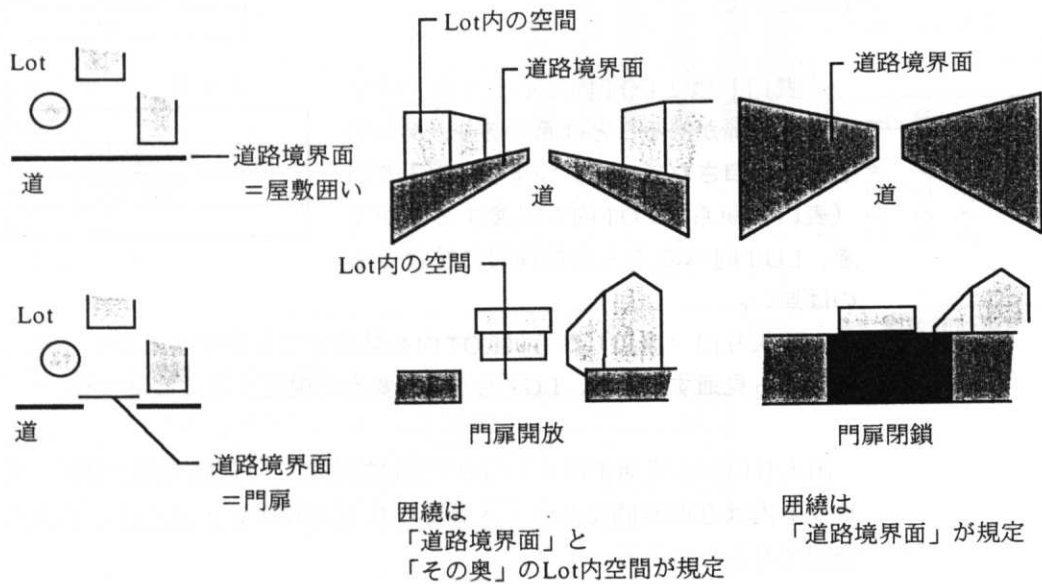 Lot内の空間
Lot
道路境界面
道路境界面
道
道路境界面
＝屋敷囲い
道
道
Lot内の空間
Lot
道
道路境界面
＝門扉
門扉開放
門扉閉鎖
囲繞は
「道路境界面」と
「その奥」のLot内空間が規定
囲繞は
「道路境界面」が規定